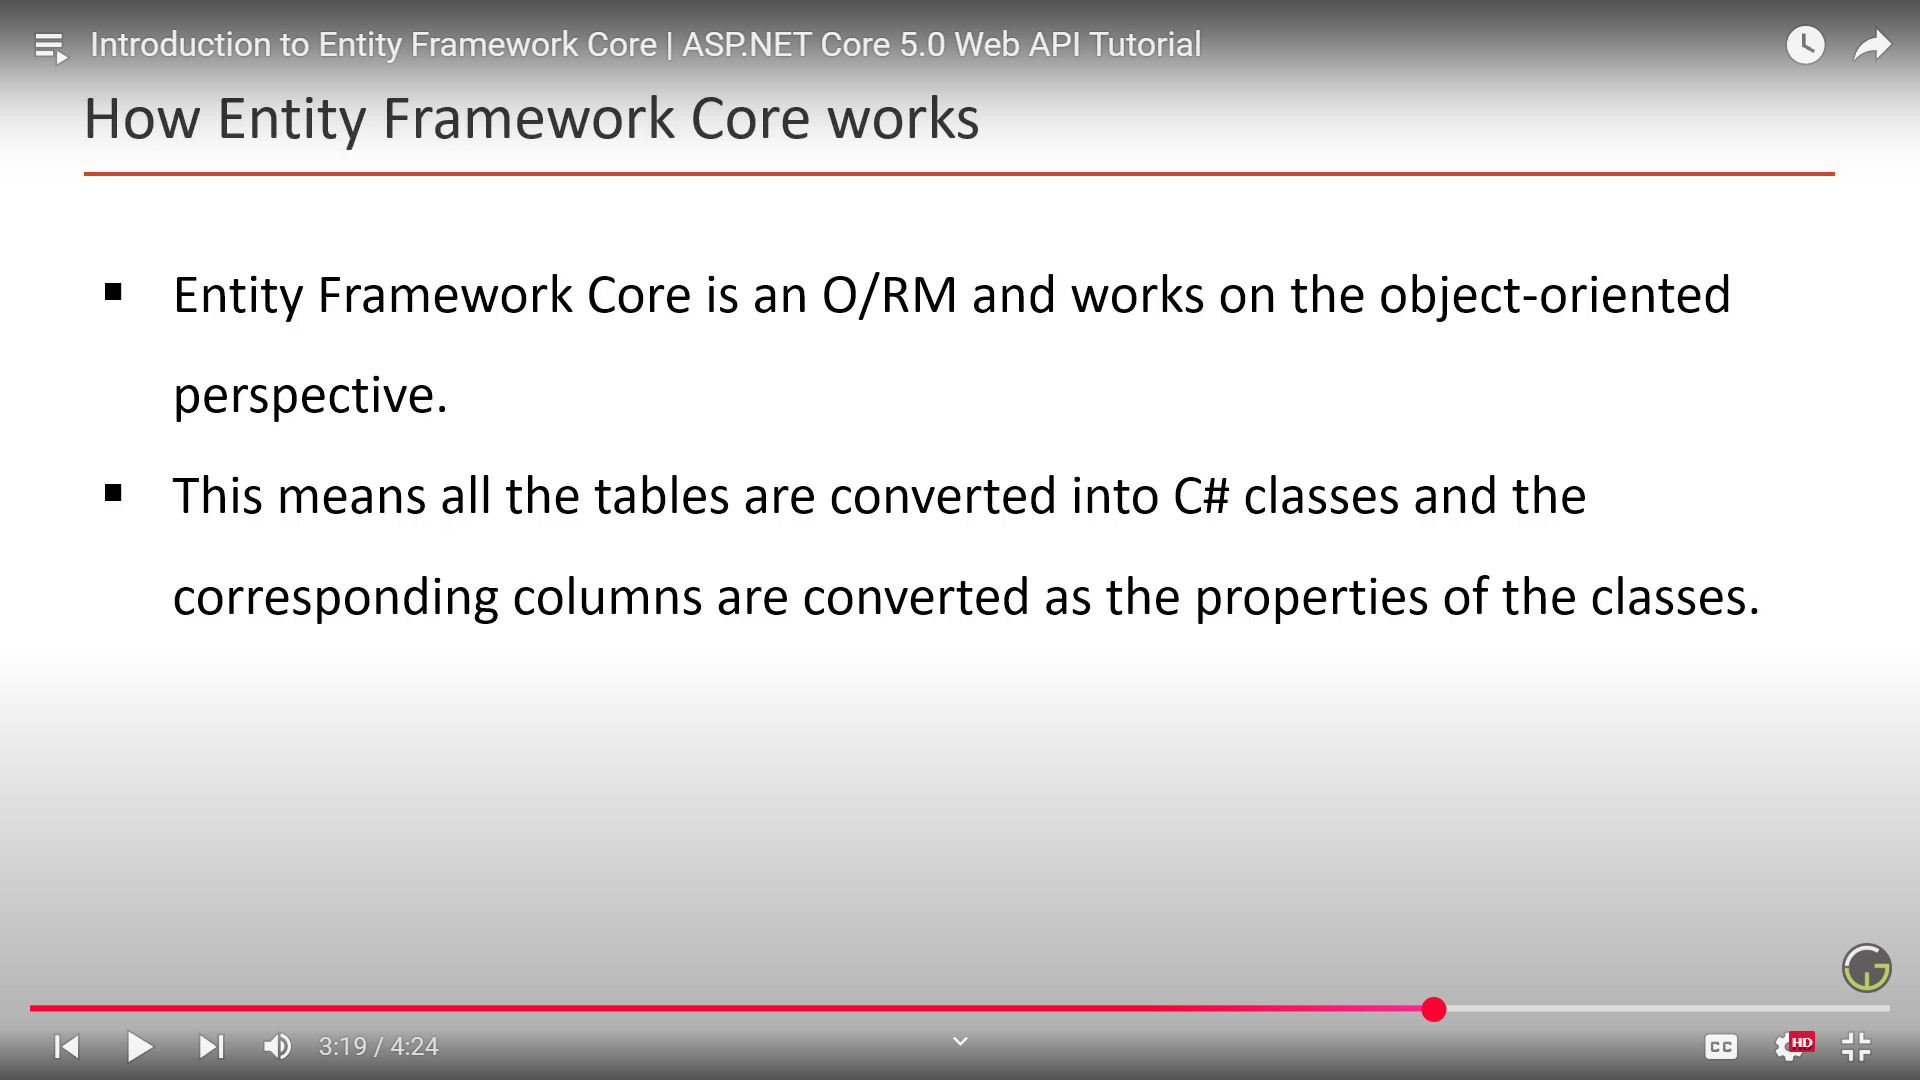 Introduction to Entity Framework Core | ASP.NET Core 5.0 Web API Tutorial
How Entity Framework Core works
▪ Entity Framework Core is an O/RM and works on the object-oriented
perspective.
▪ This means all the tables are converted into C# classes and the
corresponding columns are converted as the properties of the classes.
3:19 / 4:24
CC
HD